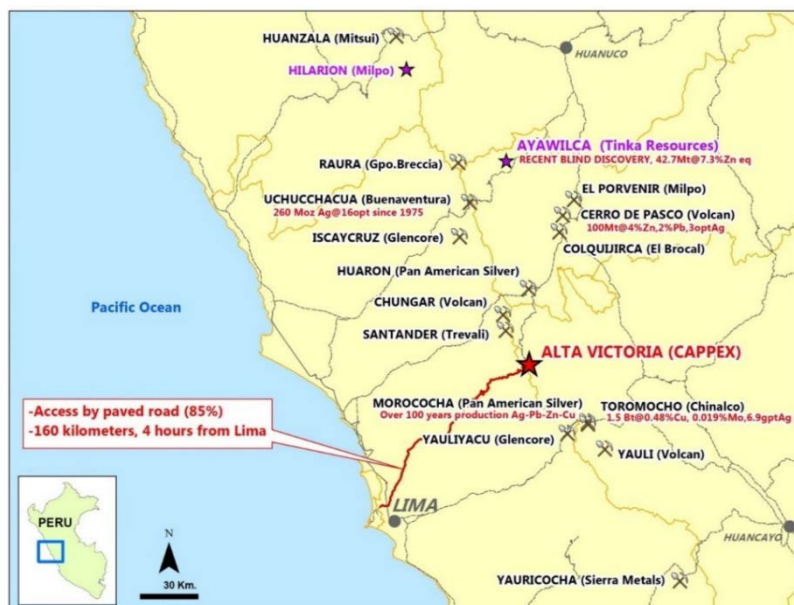 HUANZALA (Mitsui)
HUANUCO
HILARION (Milpo)
AYAWILCA (Tinka Resources)
RECENT BLIND DISCOVERY, 42.7Mt@7.3%Zn eq
RAURA (Gpo.Breccia)
EL PORVENIR (Milpo)
UCHUCCHACUA (Buenaventura)
260 Moz Ag@16opt since 1975
CERRO DE PASCO (Volcan)
100Mt@4%Zn,2%Pb,3optAg
ISCAYCRUZ (Glencore)
COLQUIJIRCA (El Brocal)
HUARON (Pan American Silver)
CHUNGAR (Volcan)
Pacific Ocean
SANTANDER (Trevali)
ALTA VICTORIA (CAPPEX)
MOROCOCHA (Pan American Silver)
Over 100 years production Ag-Pb-Zn-Cu
TOROMOCHO (Chinalco)
1.5 Bt@0.48%Cu, 0.019%Mo,6.9gptAg
-Access by paved road (85%)
-160 kilometers, 4 hours from Lima
YAULIYACU (Glencore)
YAULI (Volcan)
PERU
LIMA
N
HUANCAYO
30 Km.
YAURICOCHA (Sierra Metals)